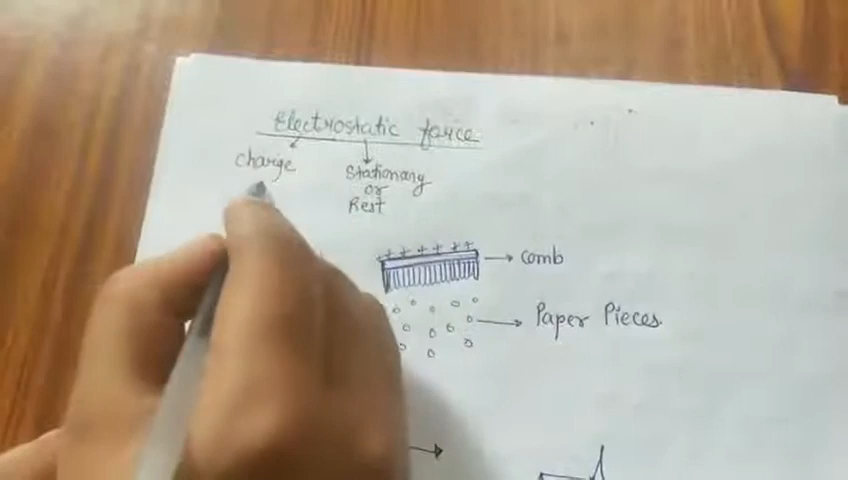 Electrostatic force
charge
Stationary
or
Rest
+ + + + + +
Comb
Paper Pieces